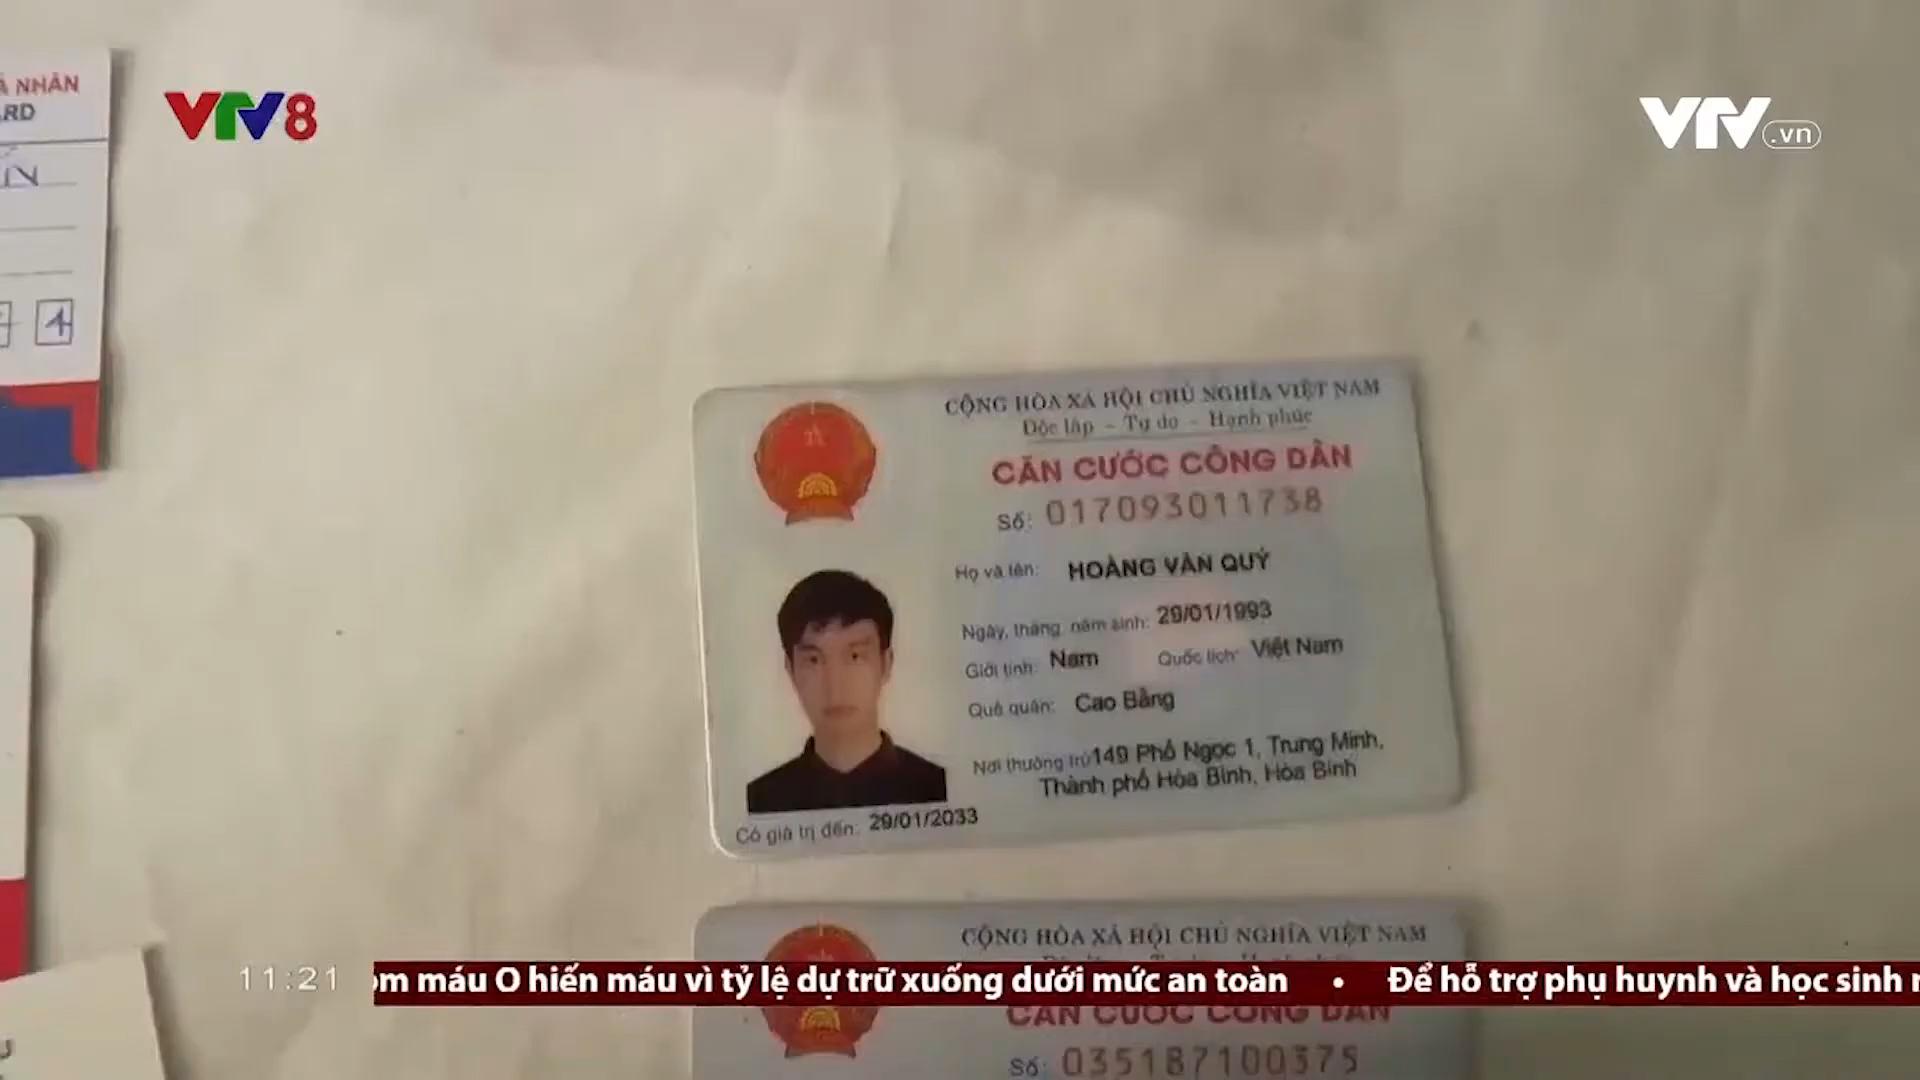 Á NHÂN
ARD
VTV8
VTV.vn
CỘNG HÒA XÃ HỘI CHỦ NGHĨA VIỆT NAM
Độc lập - Tự do - Hạnh phúc
CĂN CƯỚC CÔNG DÂN
Số: 017093011738
Họ và tên: HOÀNG VĂN QUÝ
Ngày, tháng, năm sinh: 29/01/1993
Giới tính: Nam Quốc tịch: Việt Nam
Quê quán: Cao Bằng
Nơi thường trú: 149 Phố Ngọc 1, Trung Minh,
Thành phố Hòa Bình, Hòa Bình
Có giá trị đến: 29/01/2033
CỘNG HÒA XÃ HỘI CHỦ NGHĨA VIỆT NAM
11:21 óm máu O hiến máu vì tỷ lệ dự trữ xuống dưới mức an toàn • Để hỗ trợ phụ huynh và học sinh
CĂN CƯỚC CÔNG DÂN
Số: 035187100375